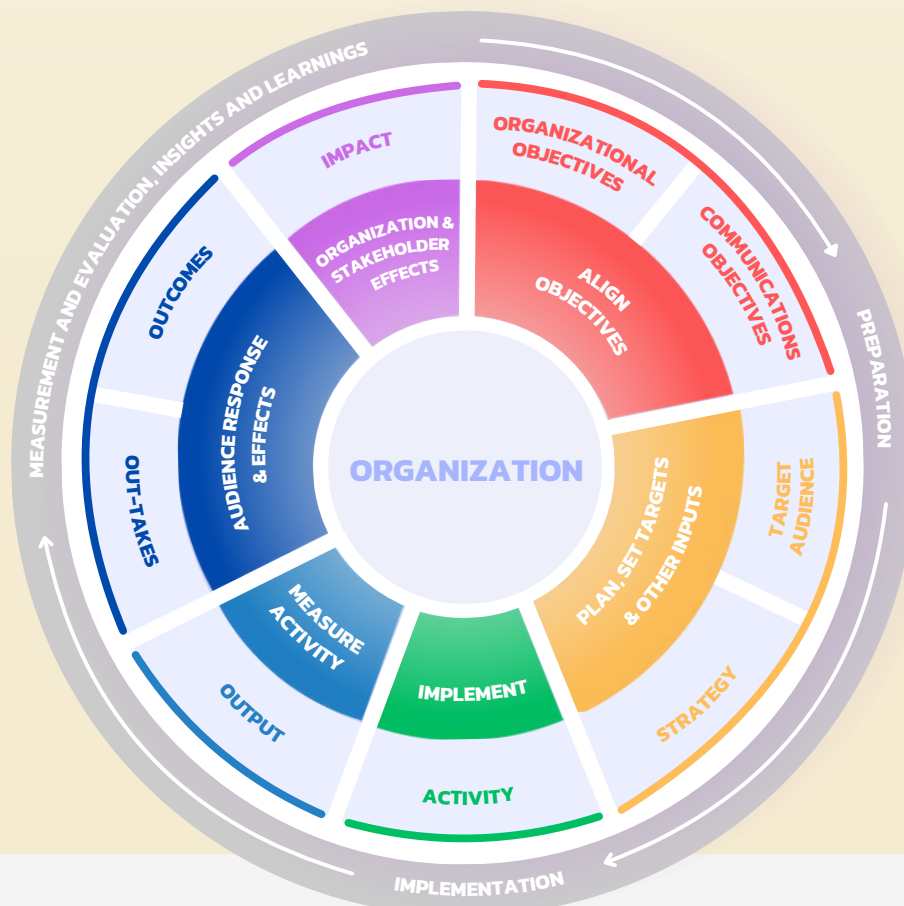 MEASUREMENT AND EVALUATION, INSIGHTS AND LEARNINGS
PREPARATION
IMPLEMENTATION
ORGANIZATIONAL
OBJECTIVES
COMMUNICATIONS
OBJECTIVES
ALIGN
OBJECTIVES
TARGET
AUDIENCE
STRATEGY
PLAN, SET TARGETS
& OTHER INPUTS
ACTIVITY
IMPLEMENT
OUTPUT
MEASURE
ACTIVITY
OUT-TAKES
OUTCOMES
AUDIENCE RESPONSE
& EFFECTS
IMPACT
ORGANIZATION &
STAKEHOLDER
EFFECTS
ORGANIZATION